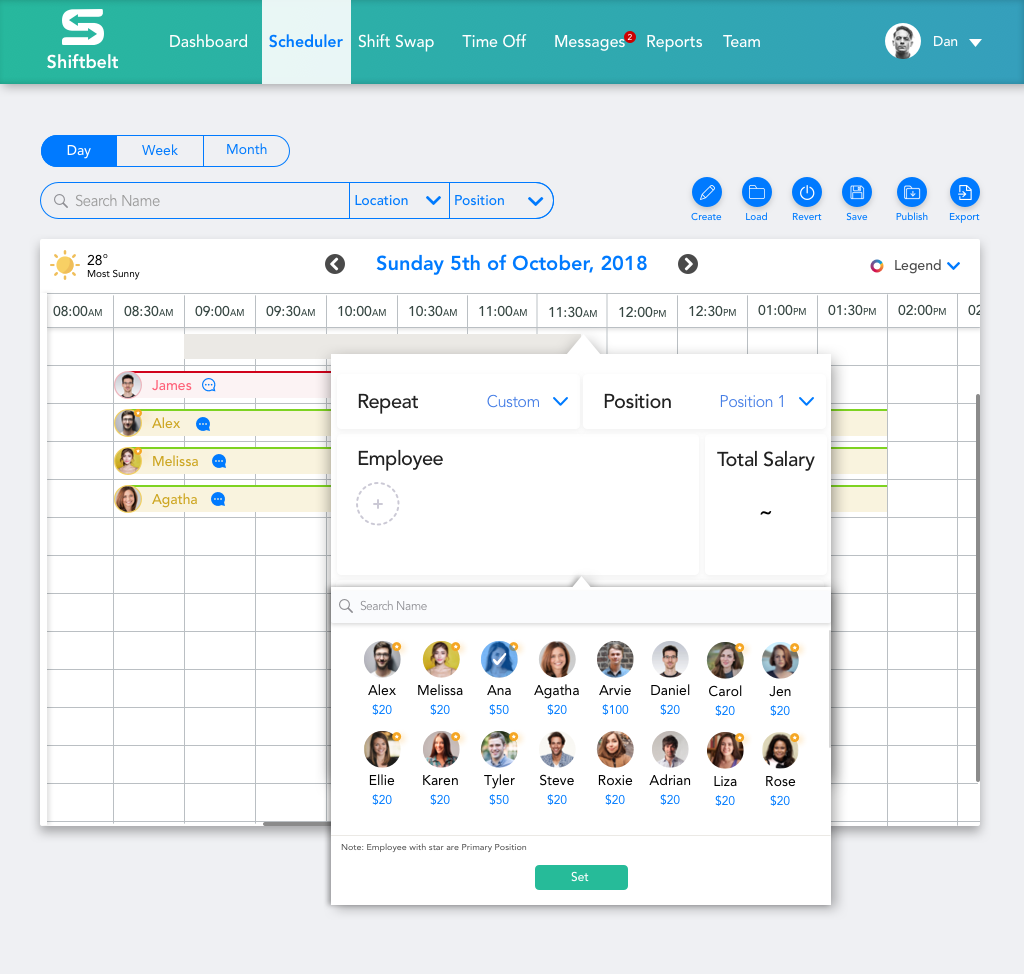 Shiftbelt
Dashboard Scheduler Shift Swap Time Off Messages 2 Reports Team Dan
Day Week Month
Search Name Location Position
Create Load Revert Save Publish Export
28°
Most Sunny
Sunday 5th of October, 2018
Legend
08:00AM 08:30AM 09:00AM 09:30AM 10:00AM 10:30AM 11:00AM 11:30AM 12:00PM 12:30PM 01:00PM 01:30PM 02:00PM 02
James
Alex
Melissa
Agatha
Repeat Custom Position Position 1
Employee Total Salary
+
~
Search Name
Alex Melissa Ana Agatha Arvie Daniel Carol Jen
$20 $20 $50 $20 $100 $20 $20 $20
Ellie Karen Tyler Steve Roxie Adrian Liza Rose
$20 $20 $50 $20 $20 $20 $20 $20
Note: Employee with star are Primary Position
Set